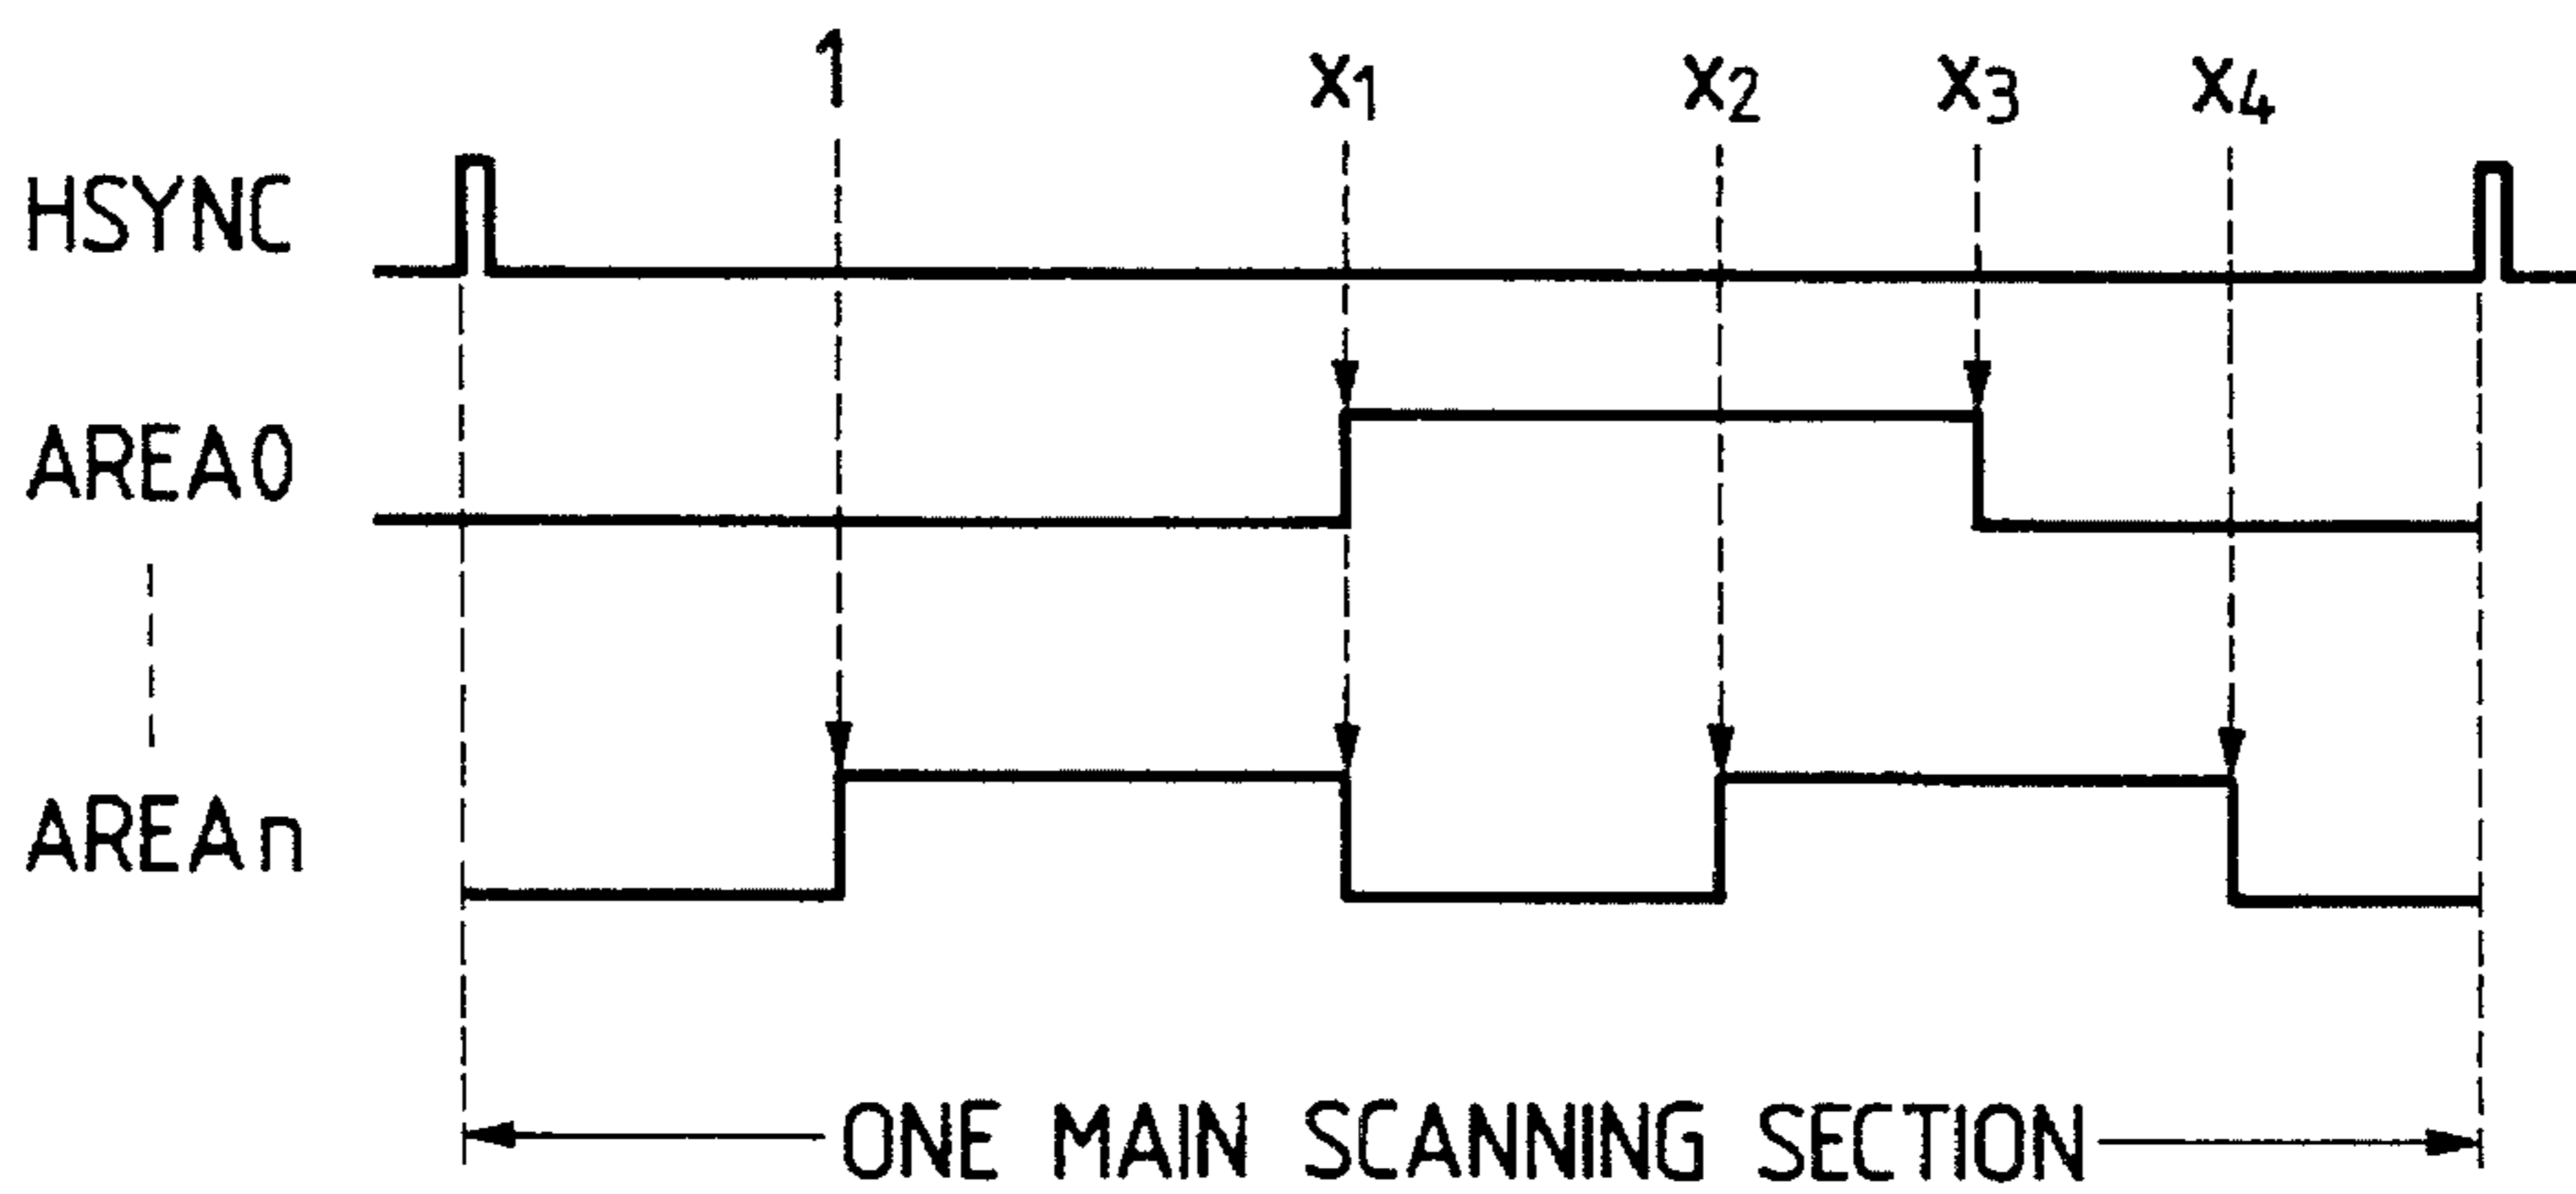 1 x1 x2 x3 x4
HSYNC
AREA0
AREAn
ONE MAIN SCANNING SECTION